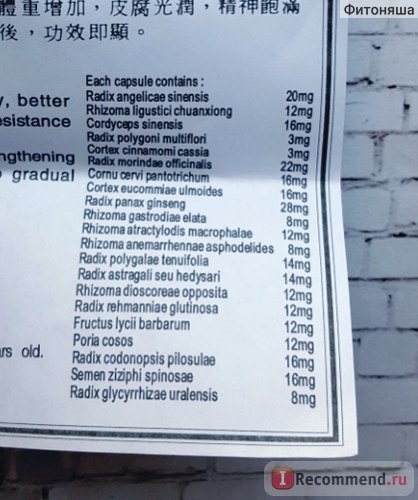 Фитоняша
體重增加，皮腐光潤，精神飽滿
後，功效即顯。
y, better
esistance
ngthening
gradual
rs old.
Each capsule contains :
Radix angelicae sinensis 20mg
Rhizoma ligustici chuanxiong 12mg
Cordyceps sinensis 16mg
Radix polygoni multiflori 3mg
Cortex cinnamomi cassia 3mg
Radix morindae officinalis 22mg
Cornu cervi pantotrichum 16mg
Cortex eucommiae ulmoides 16mg
Radix panax ginseng 28mg
Rhizoma gastrodiae elata 8mg
Rhizoma atractylodis macrophalae 12mg
Rhizoma anemarrhennae asphodelides 8mg
Radix polygalae tenuifolia 14mg
Radix astragali seu hedysari 14mg
Rhizoma dioscoreae opposita 12mg
Radix rehmanniae glutinosa 12mg
Fructus lycii barbarum 12mg
Poria cosos 12mg
Radix codonopsis pilosulae 16mg
Semen ziziphi spinosae 16mg
Radix glycyrrhizae uralensis 8mg
IRecommend.ru